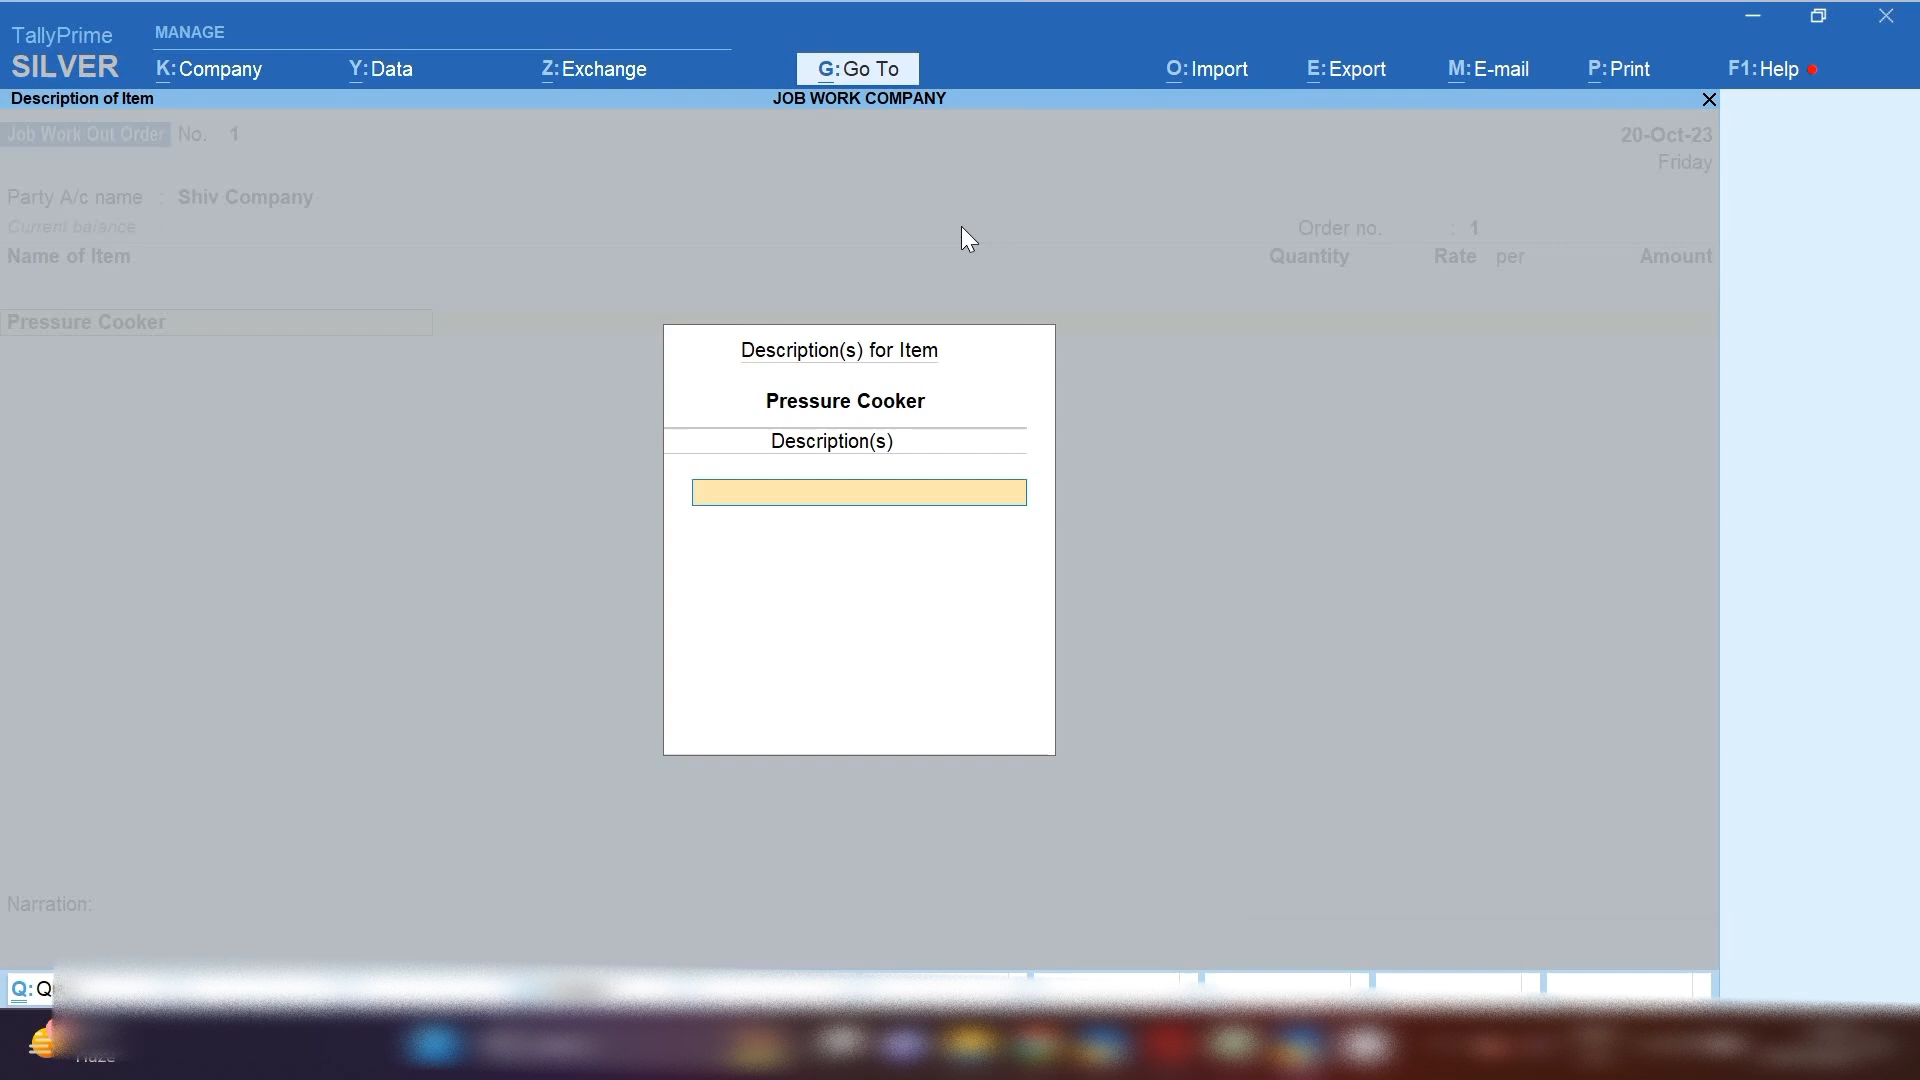 TallyPrime
SILVER
MANAGE
K:Company
Y:Data
Z:Exchange
G:Go To
O:Import
E:Export
M:E-mail
P:Print
F1:Help
Description of Item
JOB WORK COMPANY
Job Work Out Order No. 1
20-Oct-23
Friday
Party A/c name : Shiv Company
Current balance :
Order no. : 1
Name of Item
Quantity Rate per Amount
Pressure Cooker
Description(s) for Item
Pressure Cooker
Description(s)
Narration:
Q: